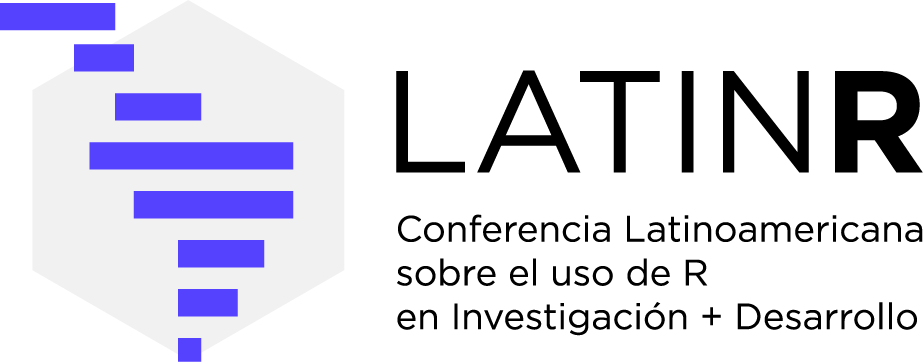 LATINR
Conferencia Latinoamericana
sobre el uso de R
en Investigación + Desarrollo